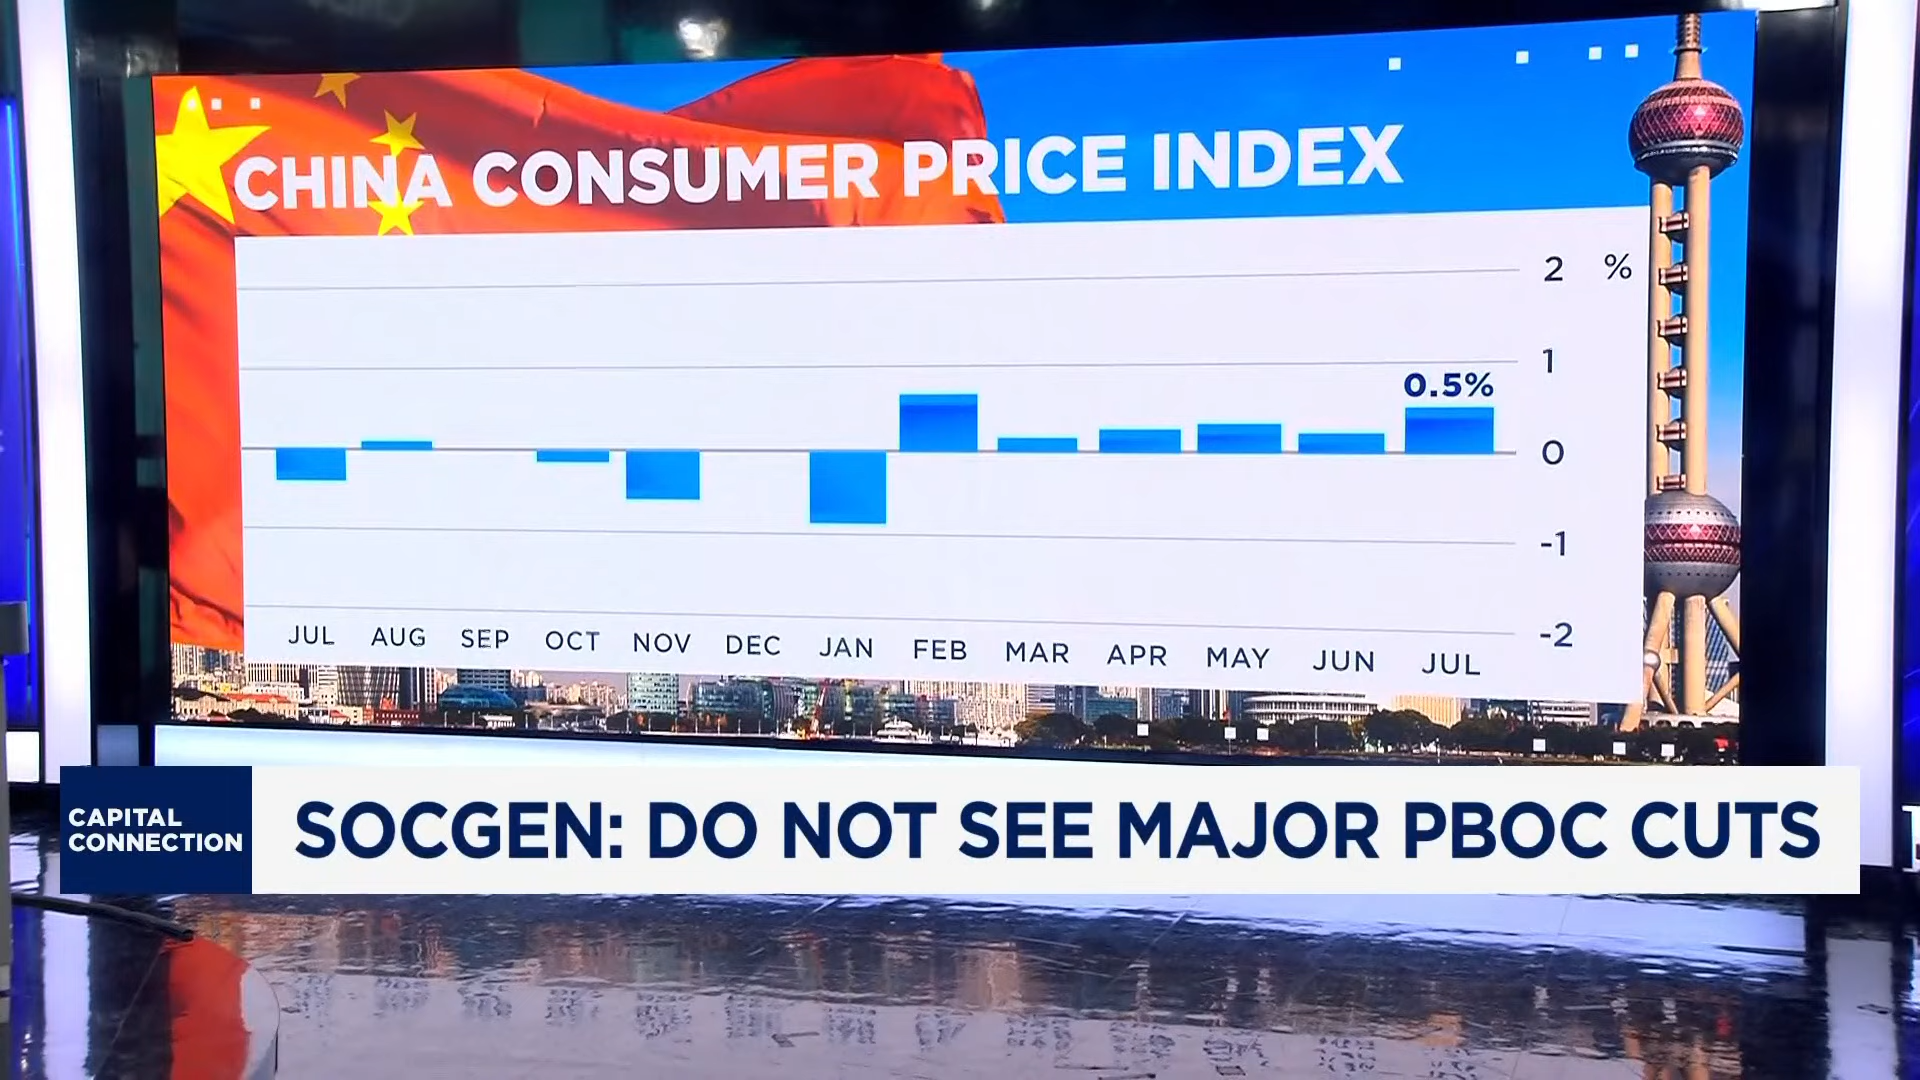 CHINA CONSUMER PRICE INDEX
2 %
1
0.5%
0
-1
-2
JUL AUG SEP OCT NOV DEC JAN FEB MAR APR MAY JUN JUL
CAPITAL
CONNECTION
SOCGEN: DO NOT SEE MAJOR PBOC CUTS